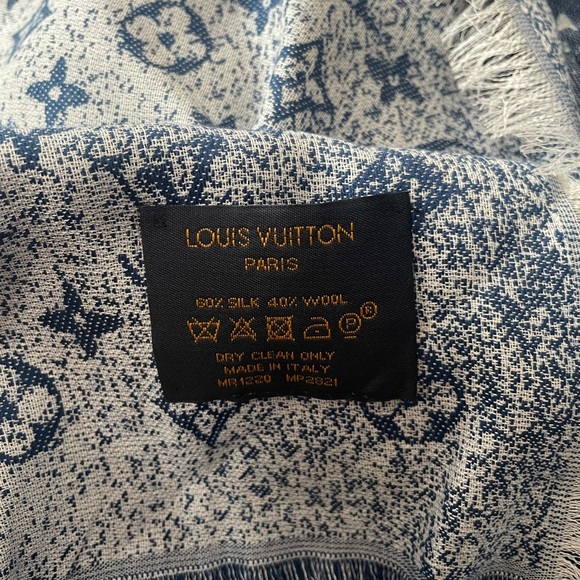 LOUIS VUITTON
PARIS
60% SILK 40% WOOL
P®
DRY CLEAN ONLY
MADE IN ITALY
MR1220 MP2821